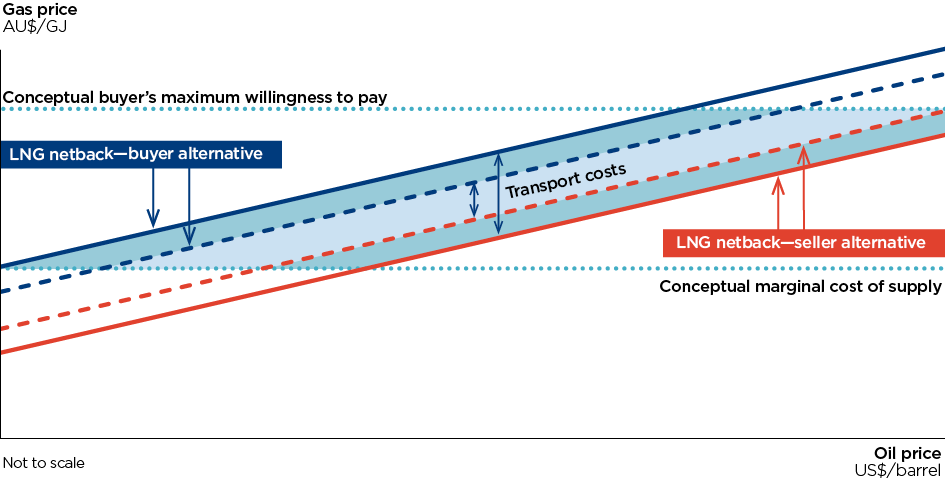 Gas price
AU$/GJ
Conceptual buyer's maximum willingness to pay
LNG netback—buyer alternative
Transport costs
LNG netback—seller alternative
Conceptual marginal cost of supply
Not to scale
Oil price
US$/barrel